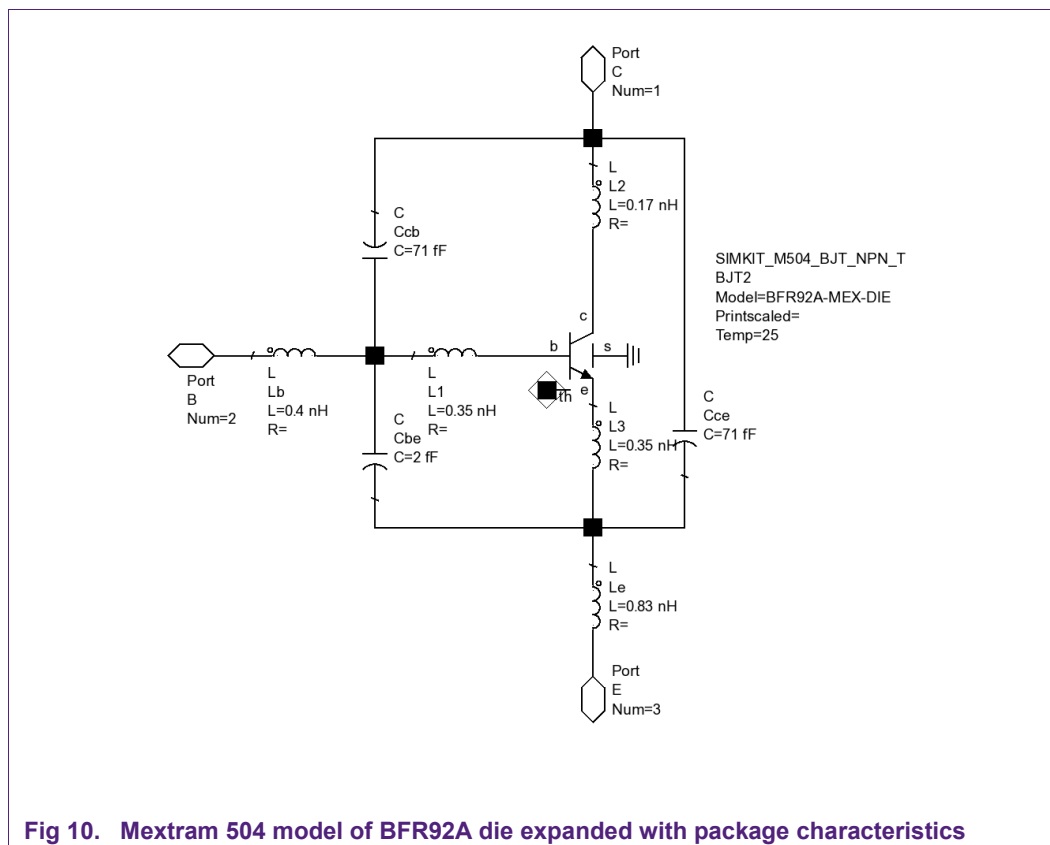 Port
C
Num=1
L
L2
L=0.17 nH
R=
C
Ccb
C=71 fF
SIMKIT_M504_BJT_NPN_T
BJT2
Model=BFR92A-MEX-DIE
Printscaled=
Temp=25
c
b
s
e
th
Port
B
Num=2
L
Lb
L=0.4 nH
R=
L
L1
L=0.35 nH
R=
C
Cbe
C=2 fF
L
L3
L=0.35 nH
R=
C
Cce
C=71 fF
L
Le
L=0.83 nH
R=
Port
E
Num=3
Fig 10. Mextram 504 model of BFR92A die expanded with package characteristics